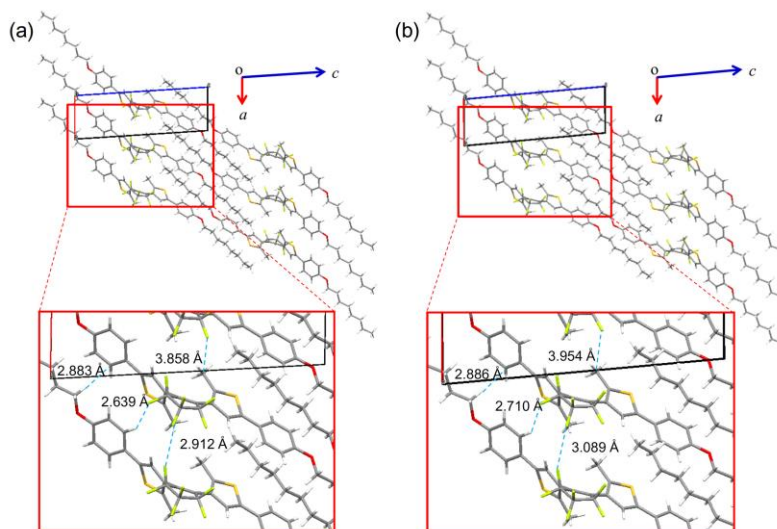 (a)
o
c
a
3.858 Å
2.883 Å
2.639 Å
2.912 Å
(b)
o
c
a
3.954 Å
2.886 Å
2.710 Å
3.089 Å